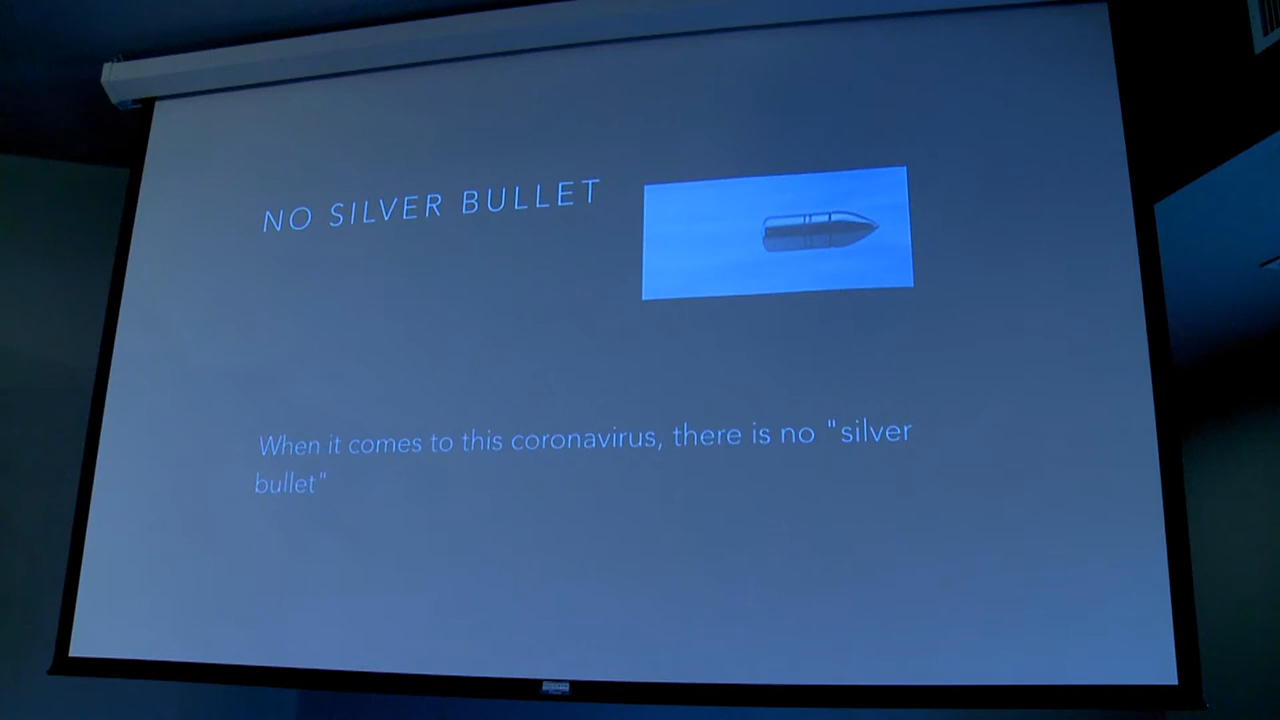 NO SILVER BULLET
When it comes to this coronavirus, there is no "silver
bullet"